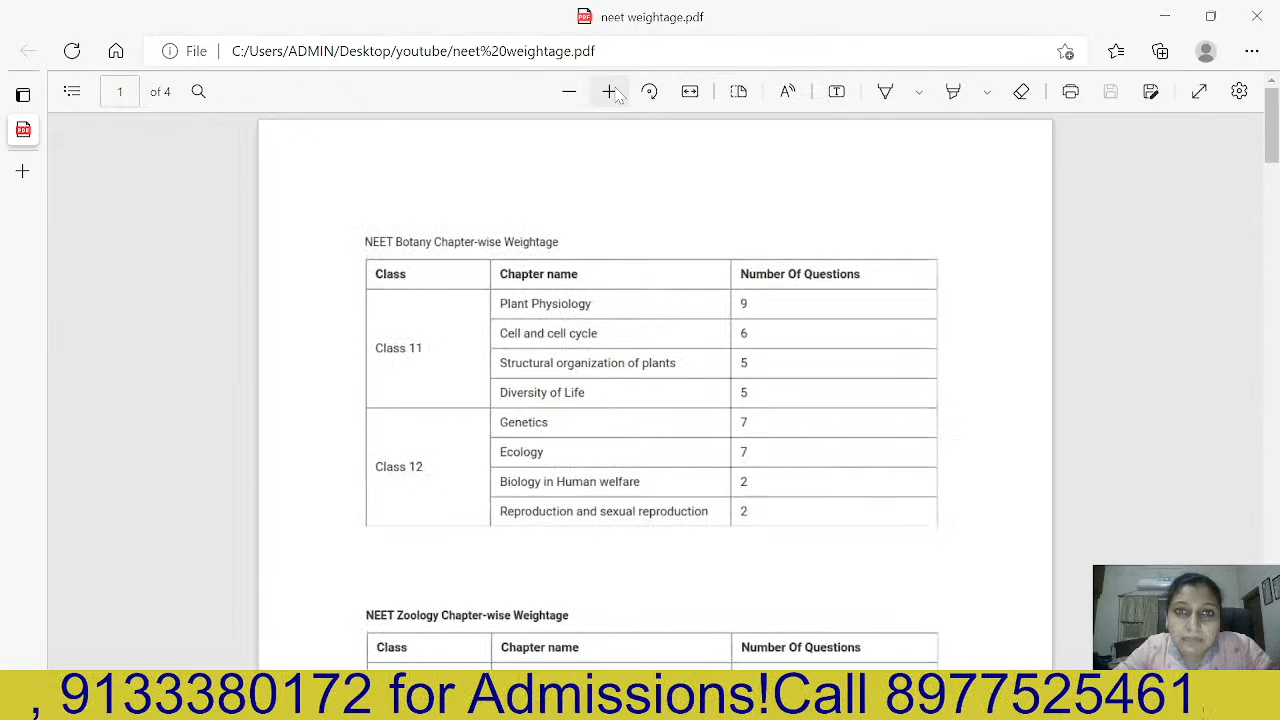 neet weightage.pdf
File C:/Users/ADMIN/Desktop/youtube/neet%20weightage.pdf
1 of 4
NEET Botany Chapter-wise Weightage
Class Chapter name Number Of Questions
Class 11
Plant Physiology 9
Cell and cell cycle 6
Structural organization of plants 5
Diversity of Life 5
Class 12
Genetics 7
Ecology 7
Biology in Human welfare 2
Reproduction and sexual reproduction 2
NEET Zoology Chapter-wise Weightage
Class Chapter name Number Of Questions
, 9133380172 for Admissions!Call 8977525461